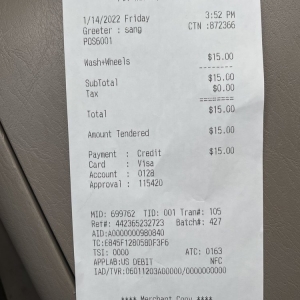 1/14/2022 Friday 3:52 PM
Greeter : sang CTN :872366
POS6001
Wash+Wheels $15.00
SubTotal $15.00
Tax $0.00
Total $15.00
Amount Tendered $15.00
Payment : Credit $15.00
Card : Visa
Account : 0128
Approval : 115420
MID: 699762 TID: 001 Tran#: 105
Ref#: 442365232723 Batch#: 427
AID:A0000000980840
TC:E845F1280580F3F6
TSI: 0000 ATC: 0163
APPLAB:US DEBIT NFC
IAD/TVR:06011203A00000/0000000000
**** Merchant Copy ****